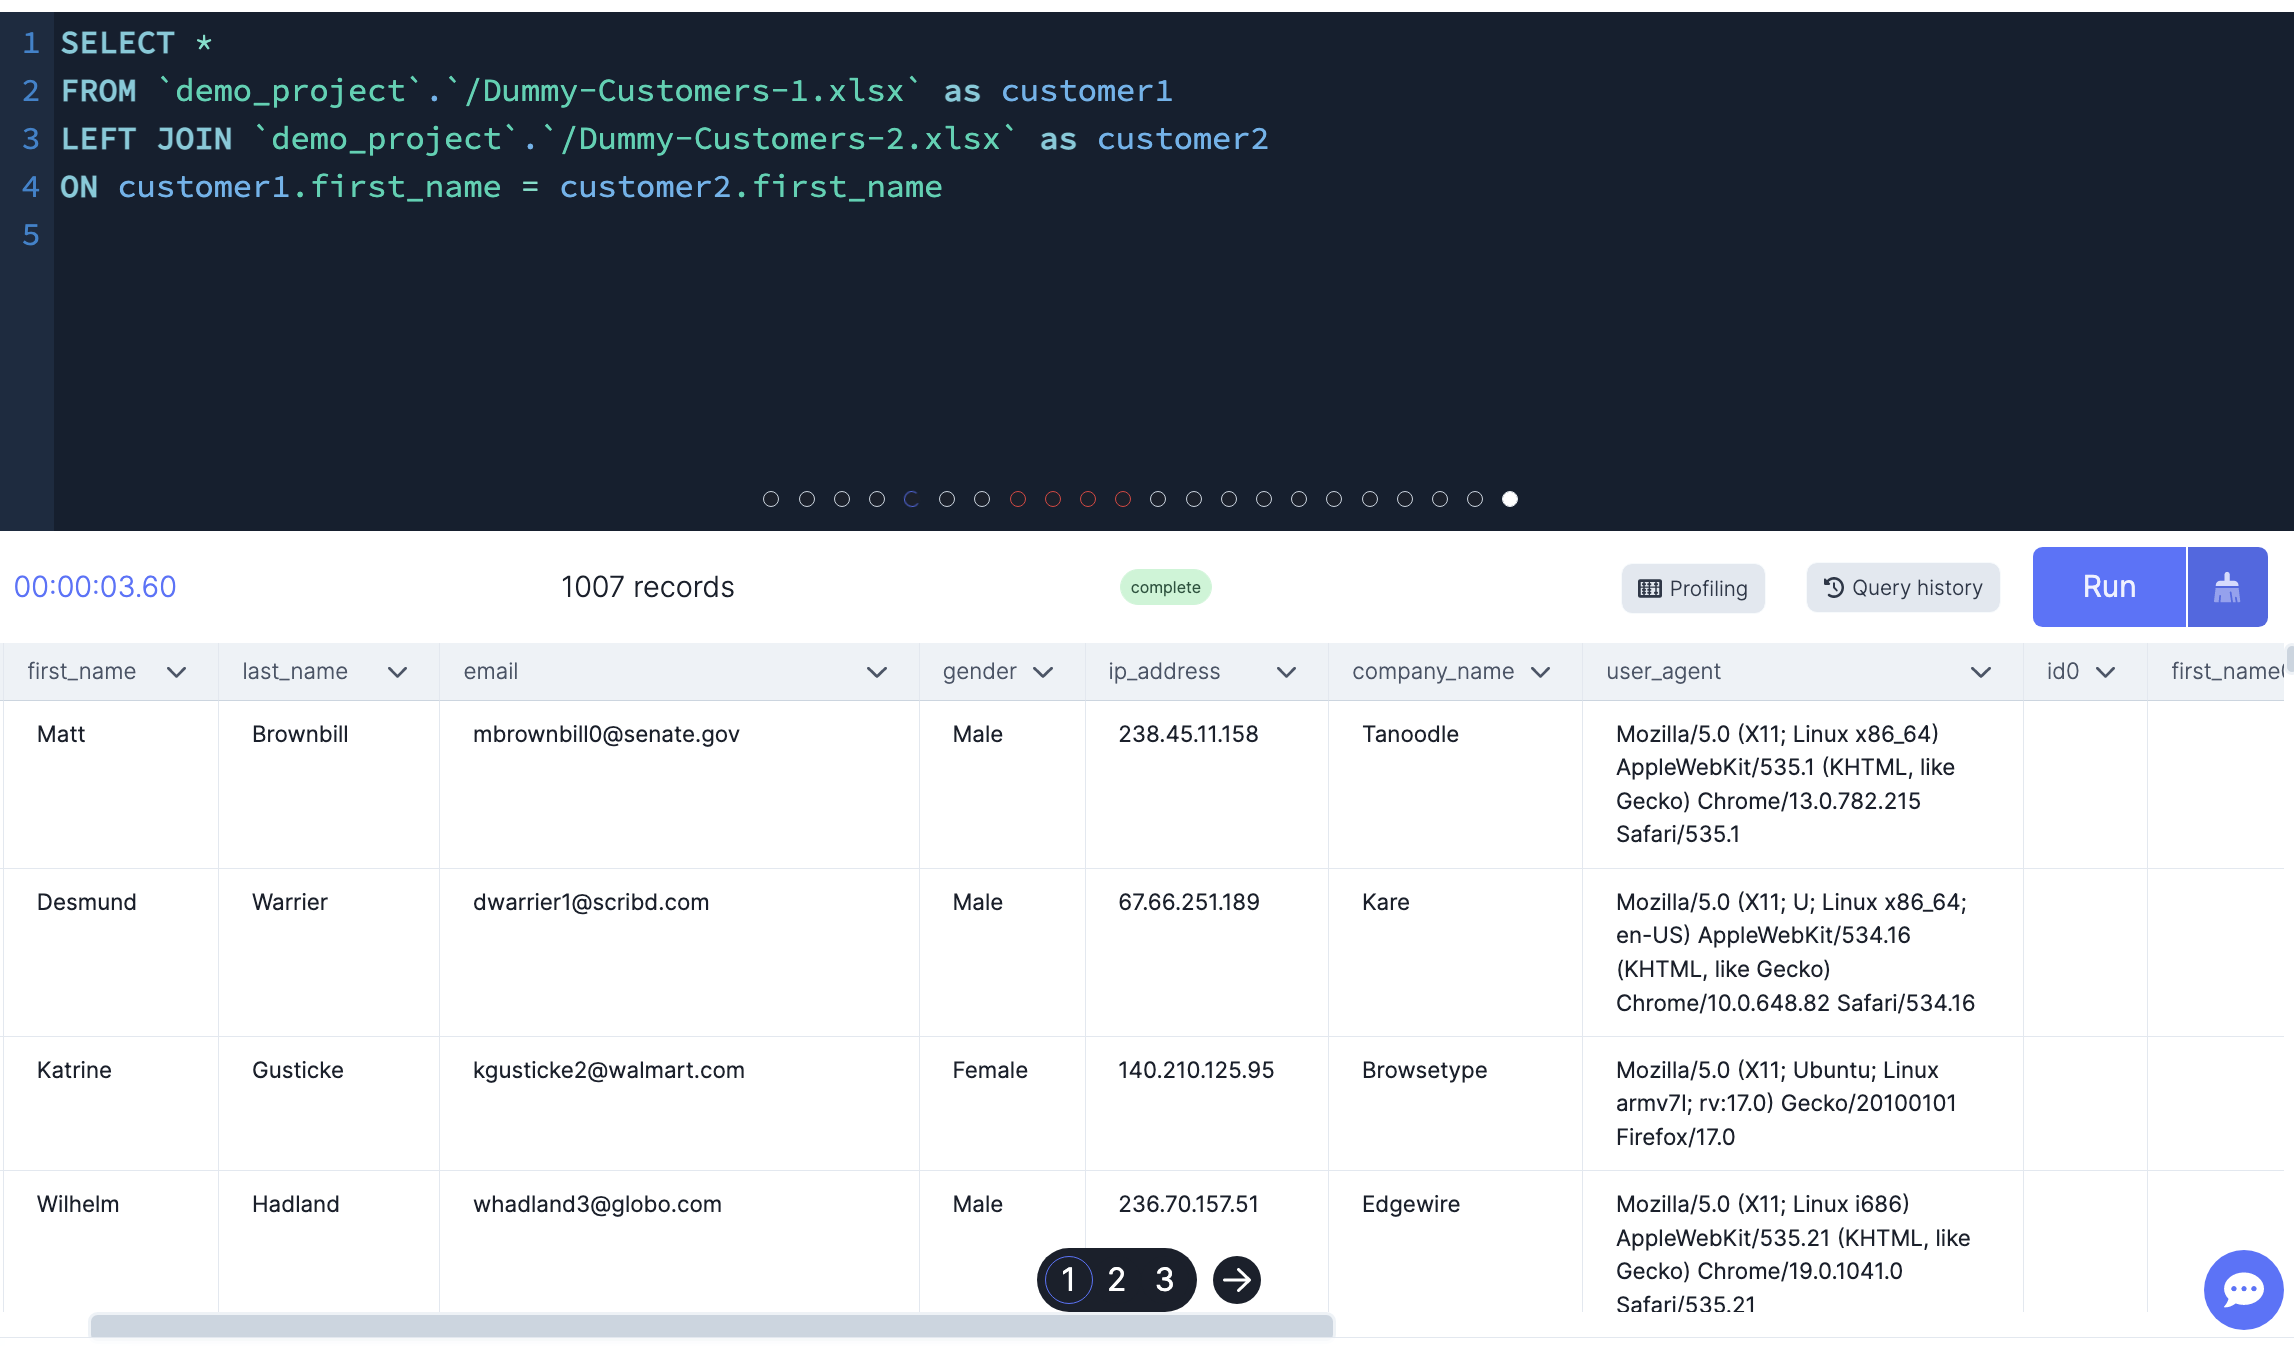 1 SELECT *
2 FROM `demo_project`.`/Dummy-Customers-1.xlsx` as customer1
3 LEFT JOIN `demo_project`.`/Dummy-Customers-2.xlsx` as customer2
4 ON customer1.first_name = customer2.first_name
5
00:00:03.60 1007 records complete Profiling Query history Run
first_name last_name email gender ip_address company_name user_agent id0 first_name
Matt Brownbill mbrownbill0@senate.gov Male 238.45.11.158 Tanoodle Mozilla/5.0 (X11; Linux x86_64)
AppleWebKit/535.1 (KHTML, like
Gecko) Chrome/13.0.782.215
Safari/535.1
Desmund Warrier dwarrier1@scribd.com Male 67.66.251.189 Kare Mozilla/5.0 (X11; U; Linux x86_64;
en-US) AppleWebKit/534.16
(KHTML, like Gecko)
Chrome/10.0.648.82 Safari/534.16
Katrine Gusticke kgusticke2@walmart.com Female 140.210.125.95 Browsetype Mozilla/5.0 (X11; Ubuntu; Linux
armv7l; rv:17.0) Gecko/20100101
Firefox/17.0
Wilhelm Hadland whadland3@globo.com Male 236.70.157.51 Edgewire Mozilla/5.0 (X11; Linux i686)
AppleWebKit/535.21 (KHTML, like
Gecko) Chrome/19.0.1041.0
Safari/535.21
1 2 3